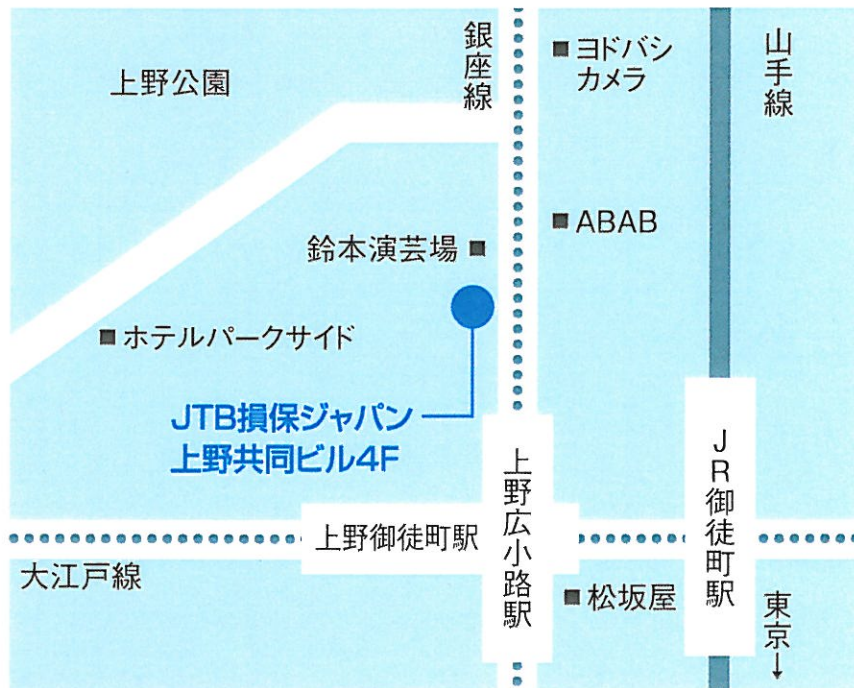 上野公園
銀座線
■ヨドバシ
カメラ
山手線
■ABAB
鈴本演芸場■
■ホテルパークサイド
JTB損保ジャパン
上野共同ビル4F
上野広小路駅
JR御徒町駅
上野御徒町駅
大江戸線
■松坂屋
東京↓